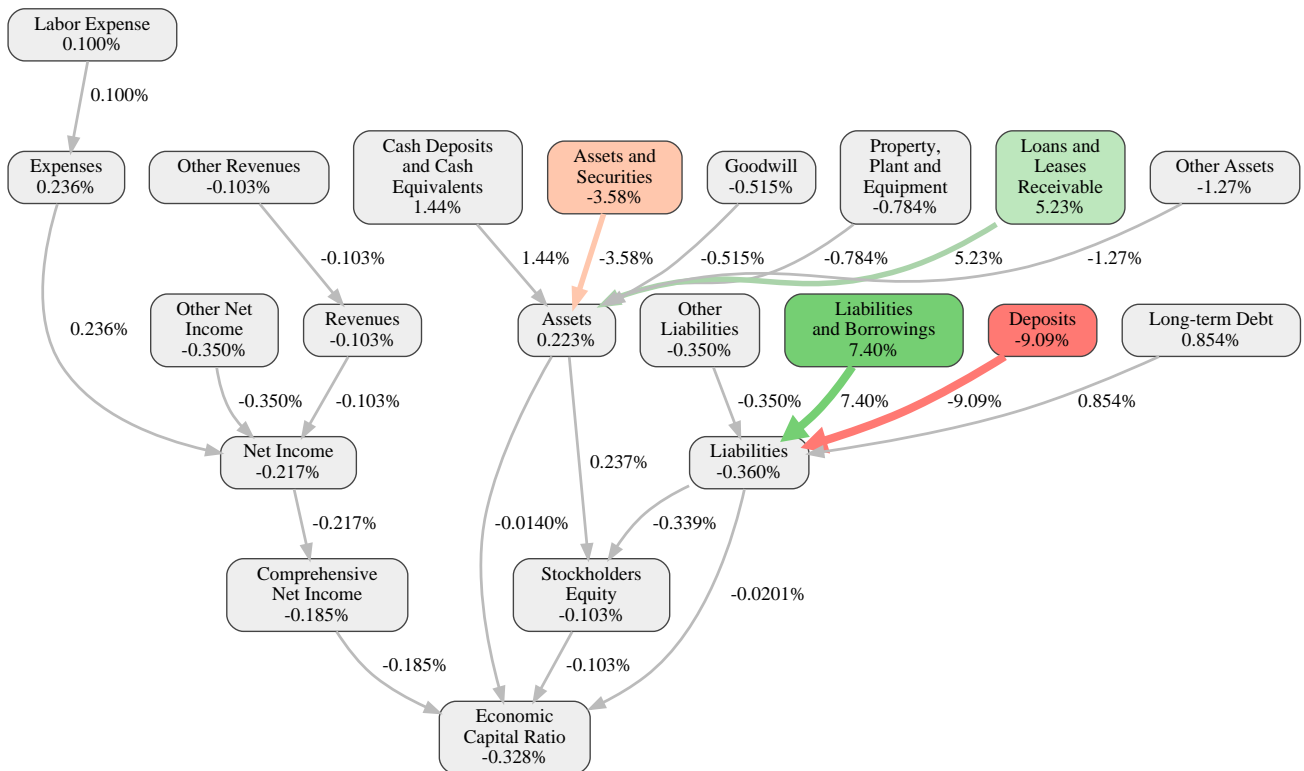 Labor Expense
0.100%
0.100%
Expenses
0.236%
Other Revenues
-0.103%
Cash Deposits
and Cash
Equivalents
1.44%
Assets and
Securities
-3.58%
Goodwill
-0.515%
Property,
Plant and
Equipment
-0.784%
Loans and
Leases
Receivable
5.23%
Other Assets
-1.27%
-0.103%
1.44%
-3.58%
-0.515%
-0.784%
5.23%
-1.27%
0.236%
Other Net
Income
-0.350%
Revenues
-0.103%
Assets
0.223%
Other
Liabilities
-0.350%
Liabilities
and Borrowings
7.40%
Deposits
-9.09%
Long-term Debt
0.854%
-0.350%
-0.103%
-0.350%
7.40%
-9.09%
0.854%
Net Income
-0.217%
0.237%
Liabilities
-0.360%
-0.217%
-0.0140%
-0.339%
Comprehensive
Net Income
-0.185%
Stockholders
Equity
-0.103%
-0.0201%
-0.185%
-0.103%
Economic
Capital Ratio
-0.328%